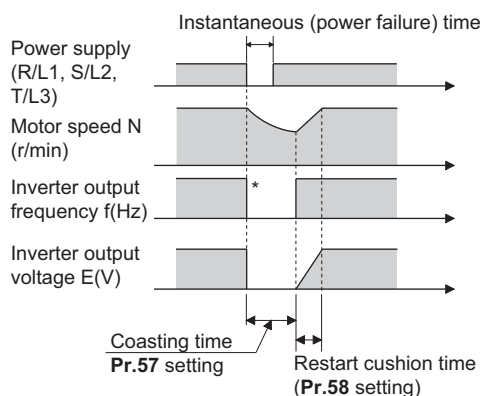 Instantaneous (power failure) time
Power supply
(R/L1, S/L2,
T/L3)
Motor speed N
(r/min)
Inverter output
frequency f(Hz)
*
Inverter output
voltage E(V)
Coasting time
Pr.57 setting
Restart cushion time
(Pr.58 setting)